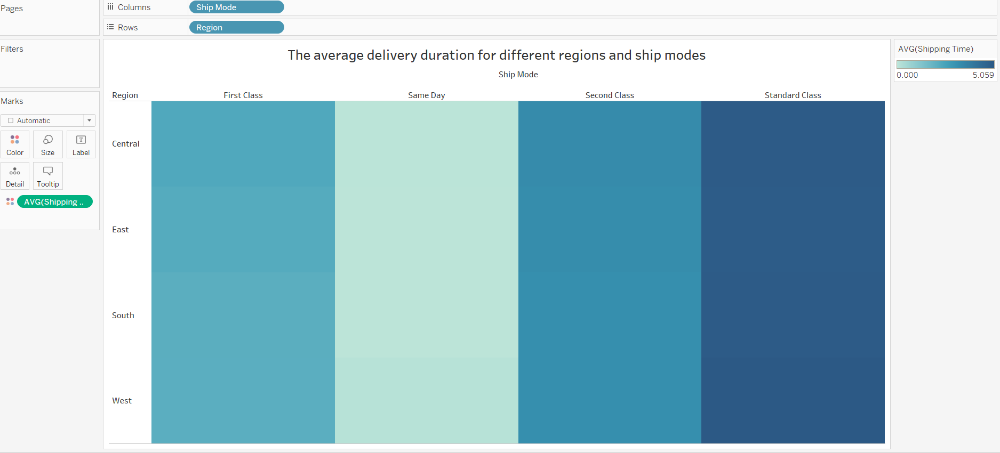 Pages
Columns
Ship Mode
Rows
Region
Filters
Marks
Automatic
Color
Size
Label
Detail
Tooltip
AVG(Shipping ..
The average delivery duration for different regions and ship modes
Ship Mode
Region
First Class
Same Day
Second Class
Standard Class
Central
East
South
West
AVG(Shipping Time)
0.000
5.059